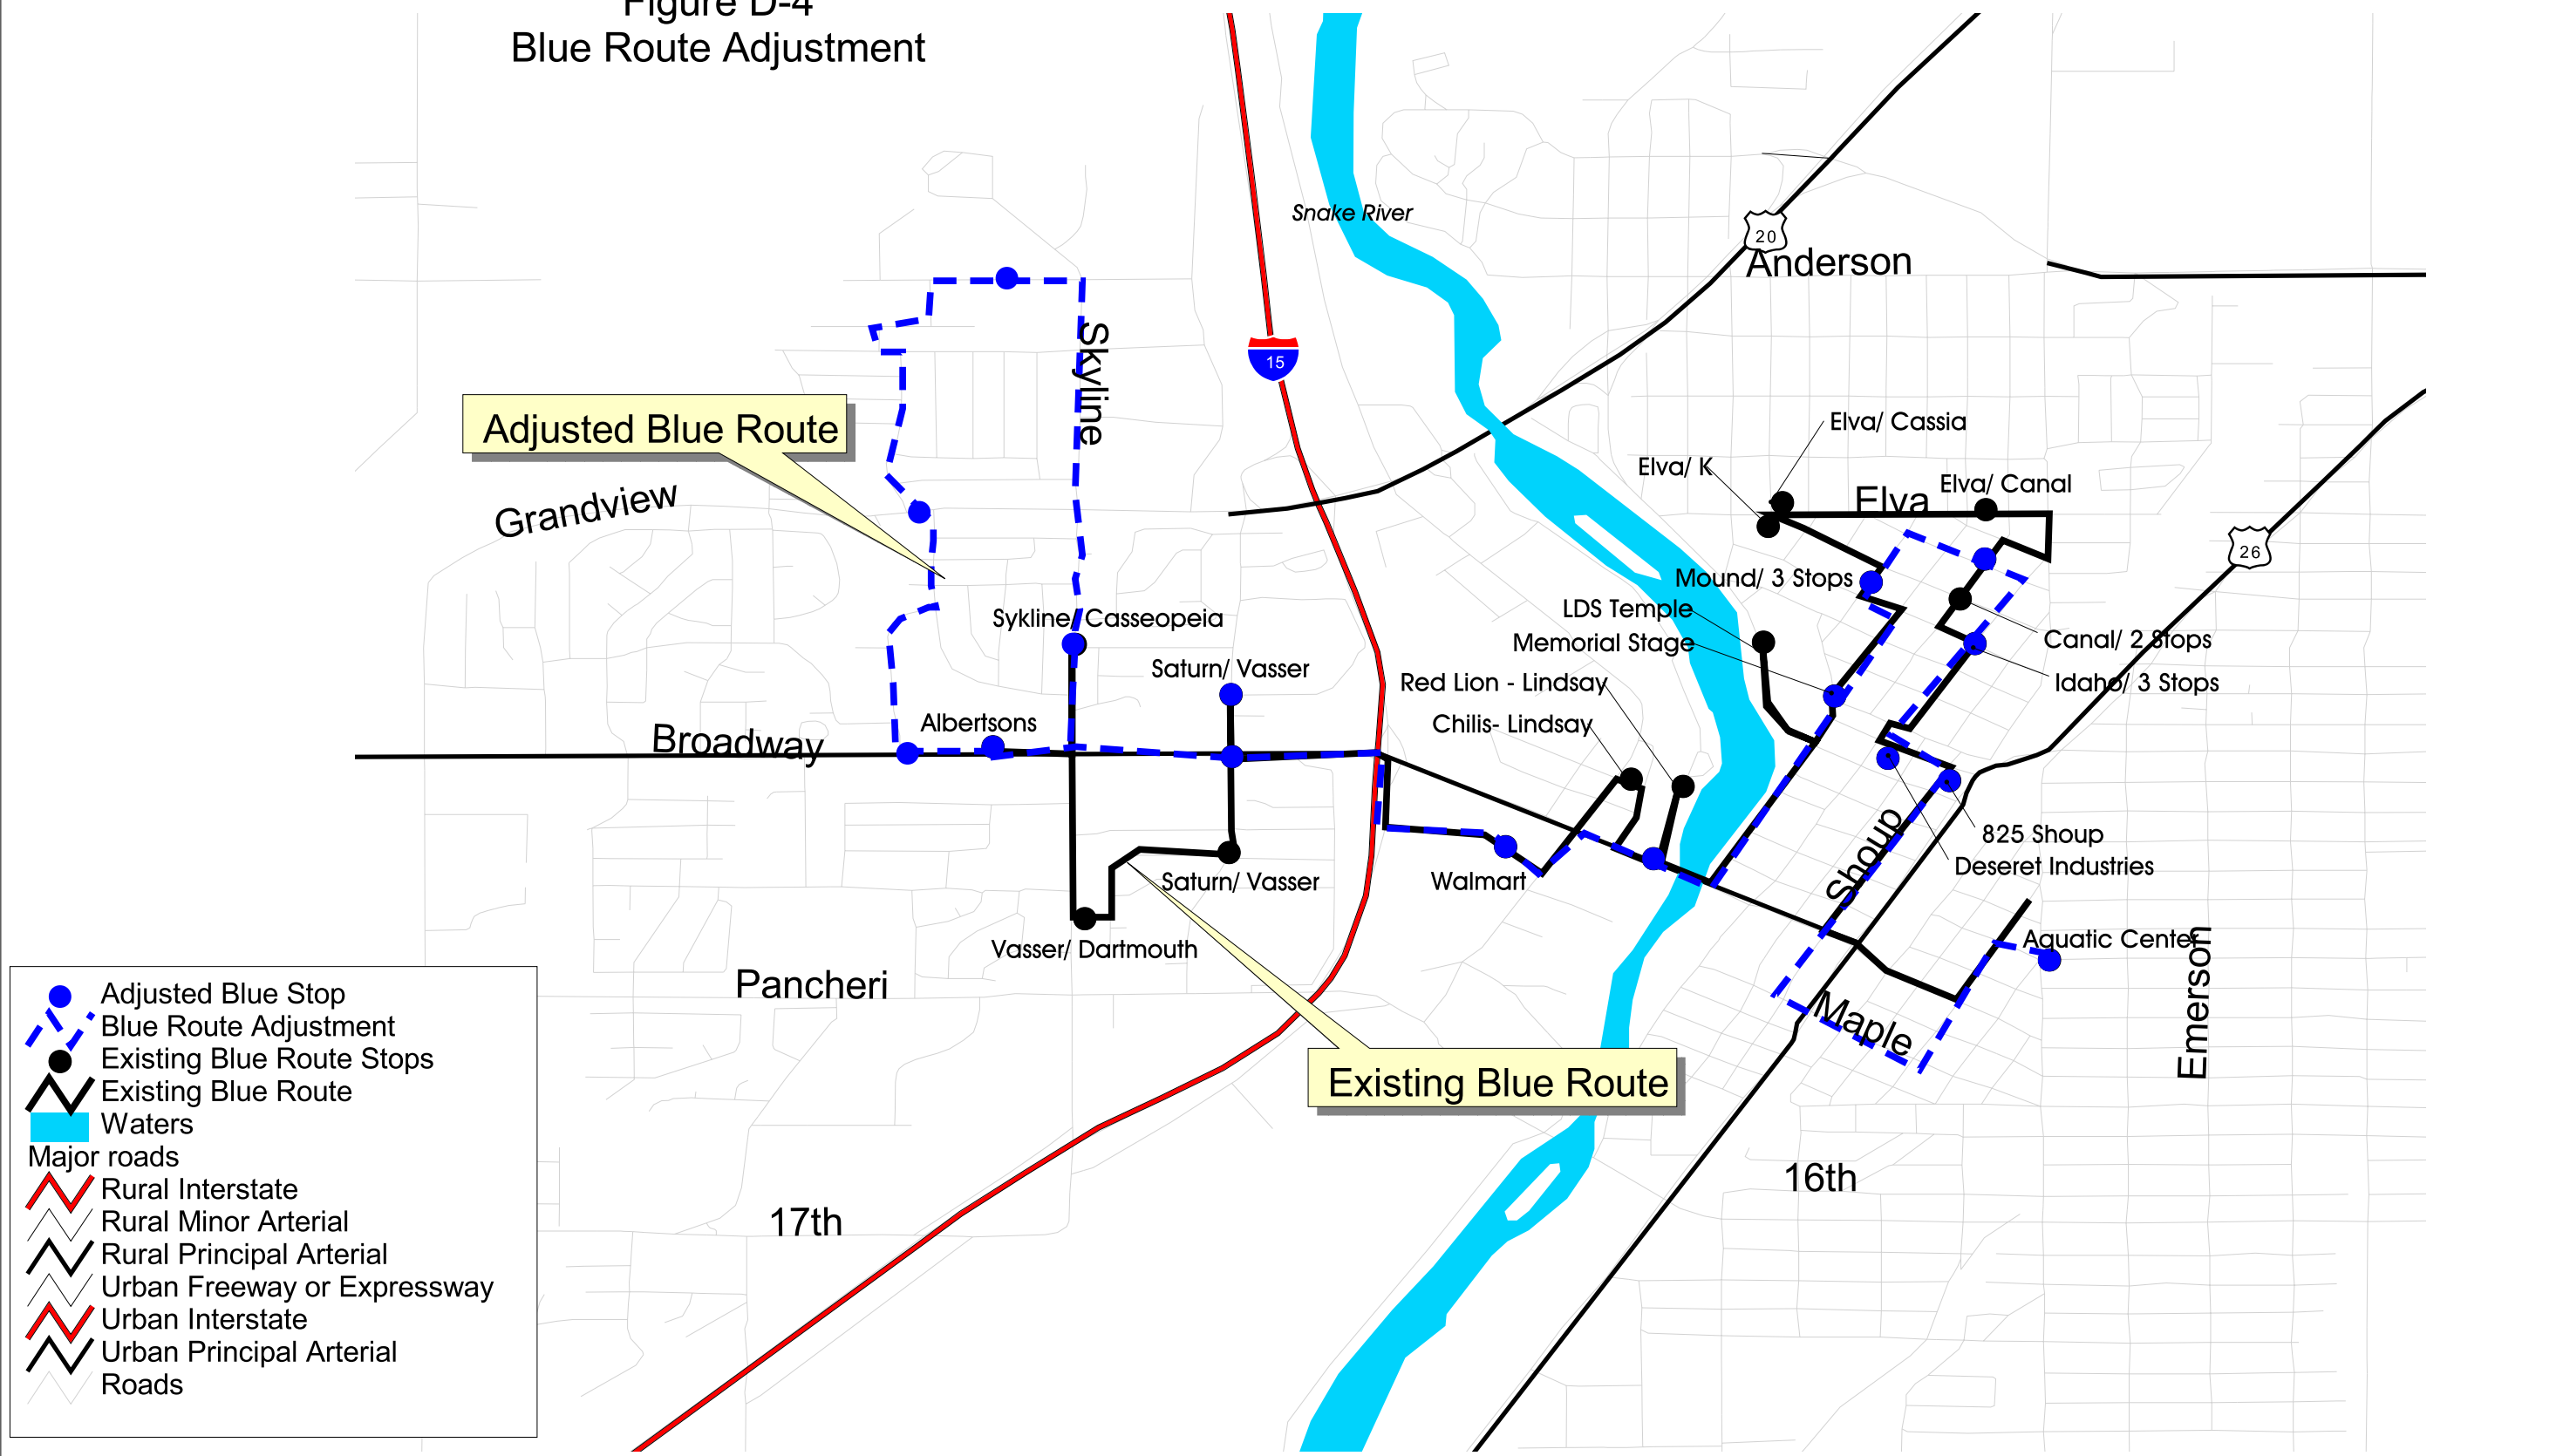 Figure D-4
Blue Route Adjustment
Snake River
20
Anderson
15
Skyline
Adjusted Blue Route
Grandview
Elva/ Cassia
Elva/ K
Elva
Elva/ Canal
26
Mound/ 3 Stops
LDS Temple
Memorial Stage
Canal/ 2 Stops
Idaho/ 3 Stops
Sykline/ Casseopeia
Saturn/ Vasser
Red Lion - Lindsay
Chilis- Lindsay
Albertsons
Broadway
825 Shoup
Deseret Industries
Shoup
Walmart
Saturn/ Vasser
Vasser/ Dartmouth
Aquatic Center
Emerson
Pancheri
Maple
Existing Blue Route
16th
17th
Adjusted Blue Stop
Blue Route Adjustment
Existing Blue Route Stops
Existing Blue Route
Waters
Major roads
Rural Interstate
Rural Minor Arterial
Rural Principal Arterial
Urban Freeway or Expressway
Urban Interstate
Urban Principal Arterial
Roads